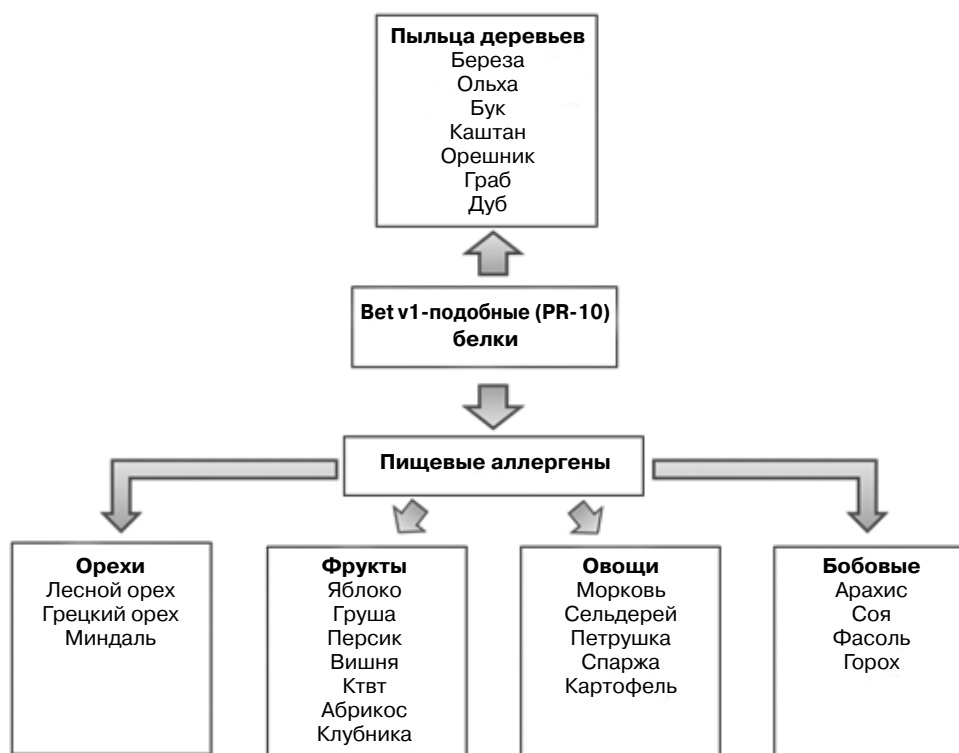 Пыльца деревьев
Береза
Ольха
Бук
Каштан
Орешник
Граб
Дуб
Bet v1-подобные (PR-10)
белки
Пищевые аллергены
Орехи
Лесной орех
Грецкий орех
Миндаль
Фрукты
Яблоко
Груша
Персик
Вишня
Ктвт
Абрикос
Клубника
Овощи
Морковь
Сельдерей
Петрушка
Спаржа
Картофель
Бобовые
Арахис
Соя
Фасоль
Горох